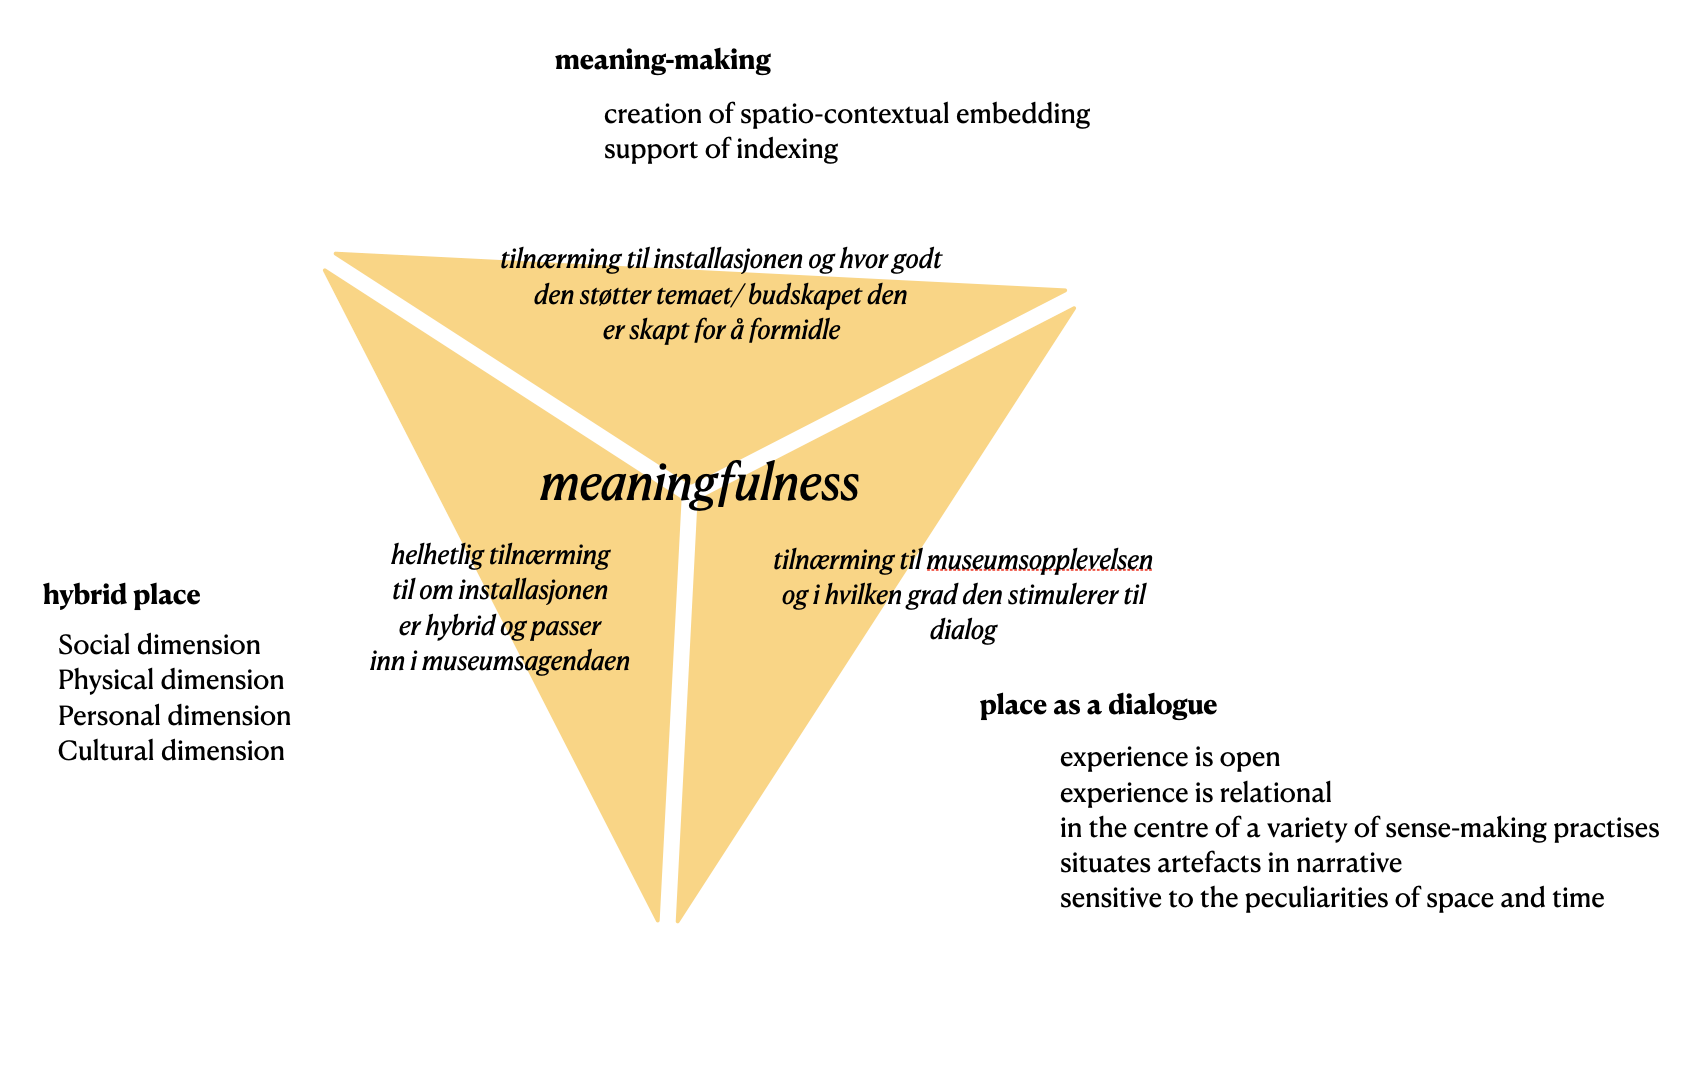 meaning-making
creation of spatio-contextual embedding
support of indexing
tilnærming til installasjonen og hvor godt
den støtter temaet/ budskapet den
er skapt for å formidle
meaningfulness
helhetlig tilnærming
til om installasjonen
er hybrid og passer
inn i museumsagendaen
tilnærming til museumsopplevelsen
og i hvilken grad den stimulerer til
dialog
hybrid place
Social dimension
Physical dimension
Personal dimension
Cultural dimension
place as a dialogue
experience is open
experience is relational
in the centre of a variety of sense-making practises
situates artefacts in narrative
sensitive to the peculiarities of space and time